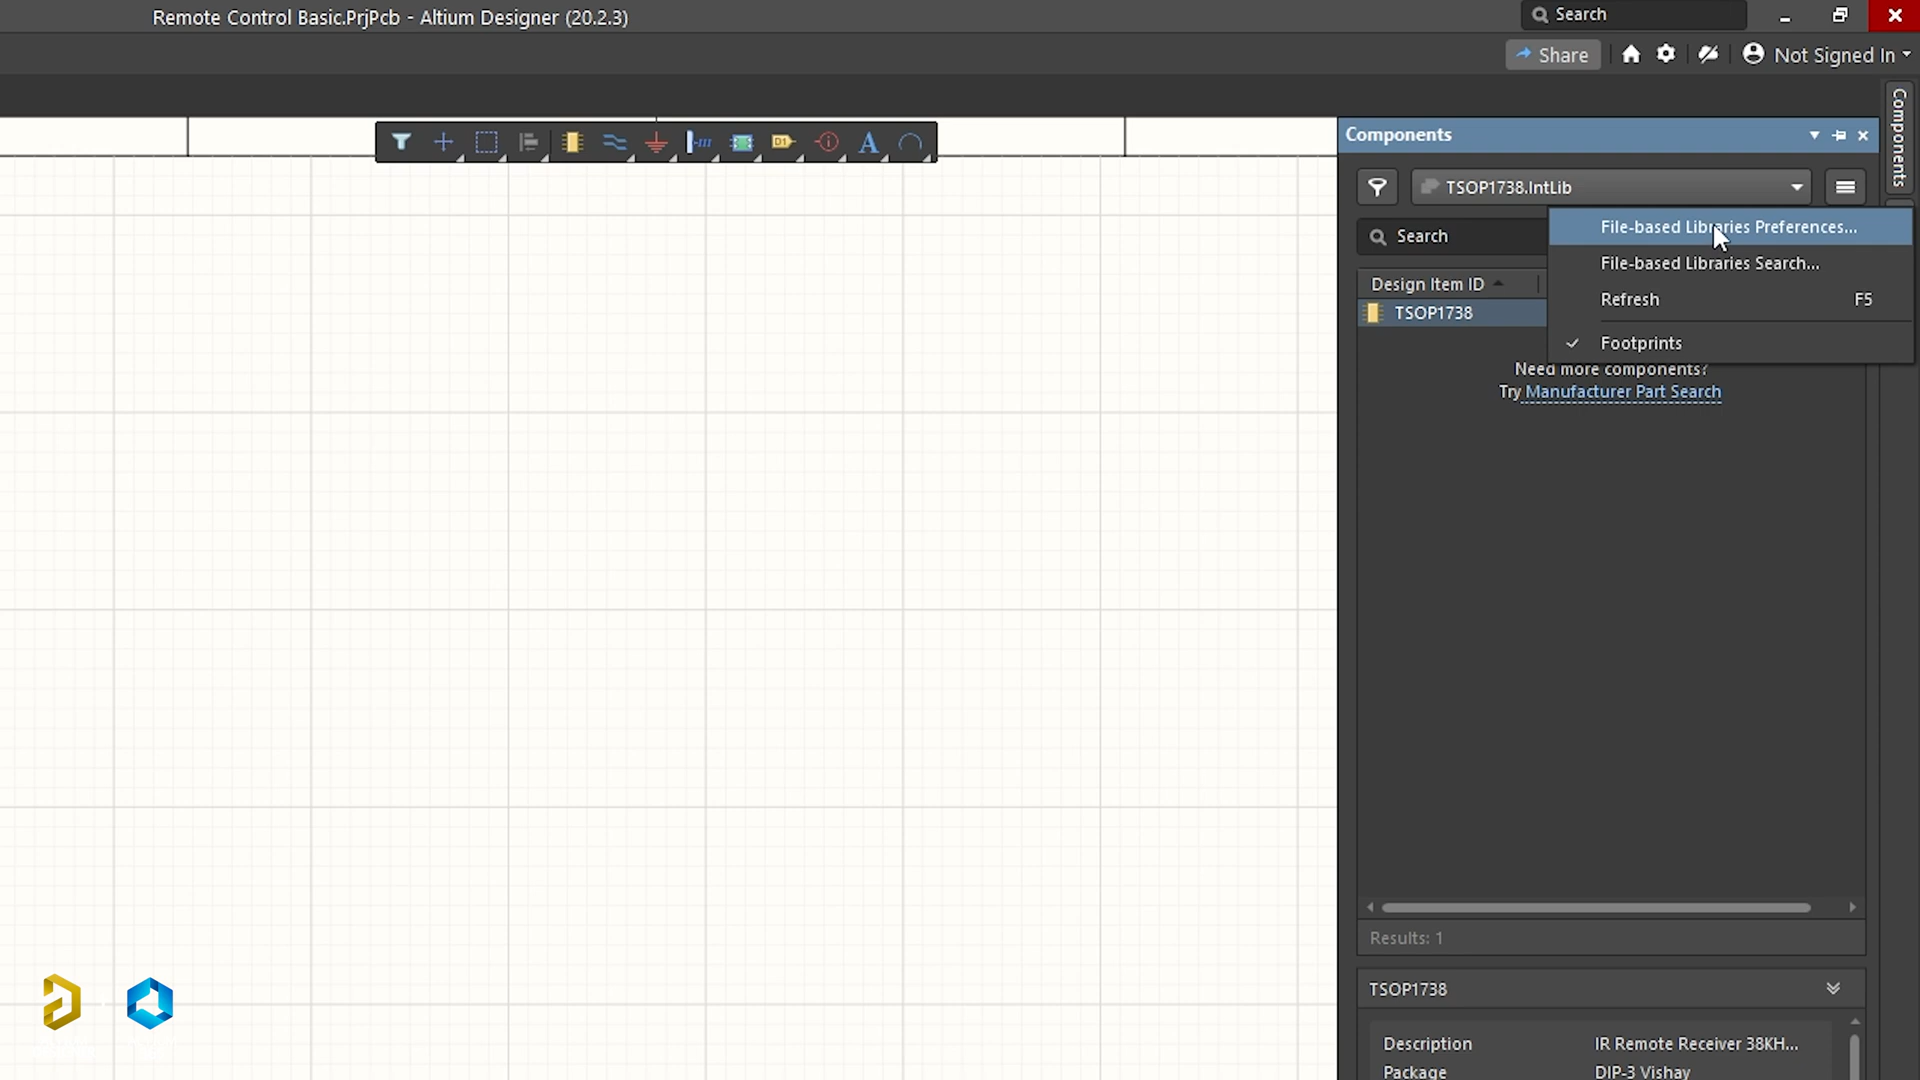 Remote Control Basic.PrjPcb - Altium Designer (20.2.3)
Search
Share
Not Signed In
Components
Components
TSOP1738.IntLib
Search
File-based Libraries Preferences...
File-based Libraries Search...
Refresh F5
Footprints
Design Item ID
TSOP1738
Need more components?
Try Manufacturer Part Search
Results: 1
TSOP1738
Description IR Remote Receiver 38KH...
Package DIP-3 Vishay